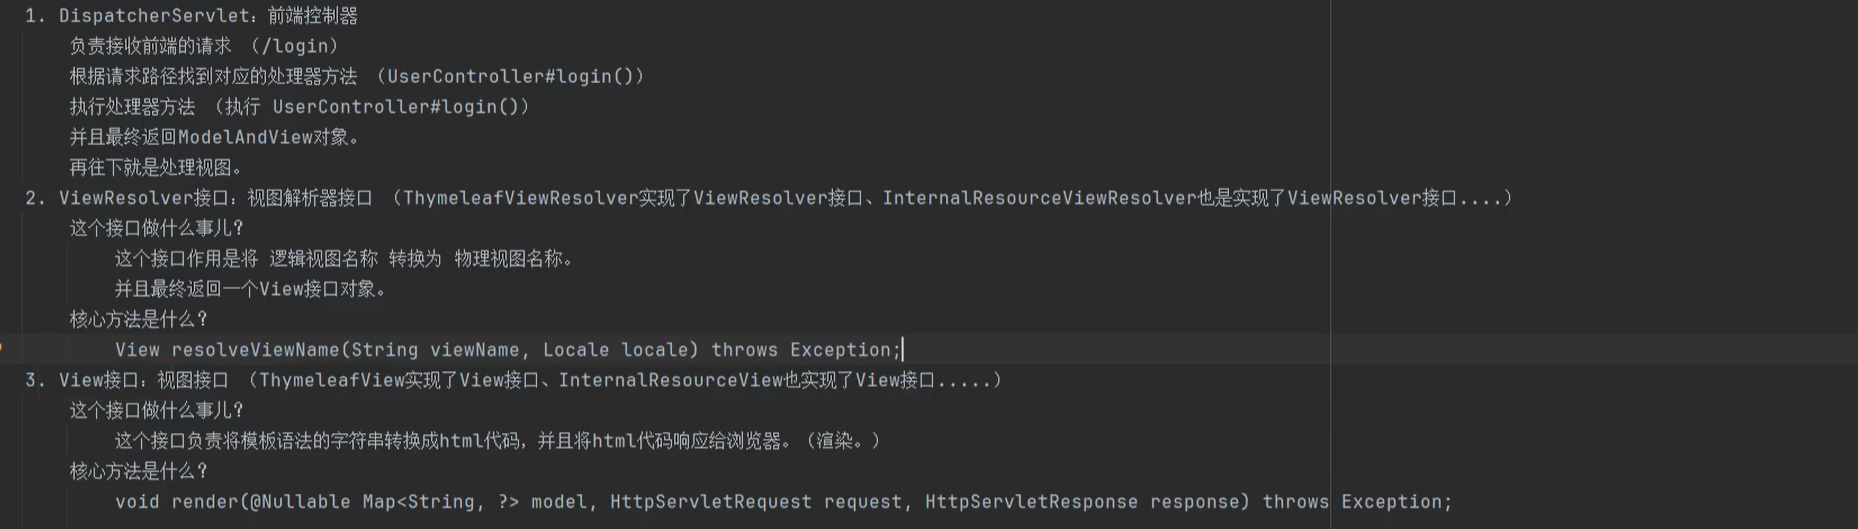 1. DispatcherServlet：前端控制器
负责接收前端的请求 （/login）
根据请求路径找到对应的处理器方法 （UserController#login()）
执行处理器方法 （执行 UserController#login()）
并且最终返回ModelAndView对象。
再往下就是处理视图。
2. ViewResolver接口：视图解析器接口 （ThymeleafViewResolver实现了ViewResolver接口、InternalResourceViewResolver也是实现了ViewResolver接口....）
这个接口做什么事儿？
这个接口作用是将 逻辑视图名称 转换为 物理视图名称。
并且最终返回一个View接口对象。
核心方法是什么？
View resolveViewName(String viewName, Locale locale) throws Exception;
3. View接口：视图接口 （ThymeleafView实现了View接口、InternalResourceView也实现了View接口.....）
这个接口做什么事儿？
这个接口负责将模板语法的字符串转换成html代码，并且将html代码响应给浏览器。（渲染。）
核心方法是什么？
void render(@Nullable Map<String, ?> model, HttpServletRequest request, HttpServletResponse response) throws Exception;